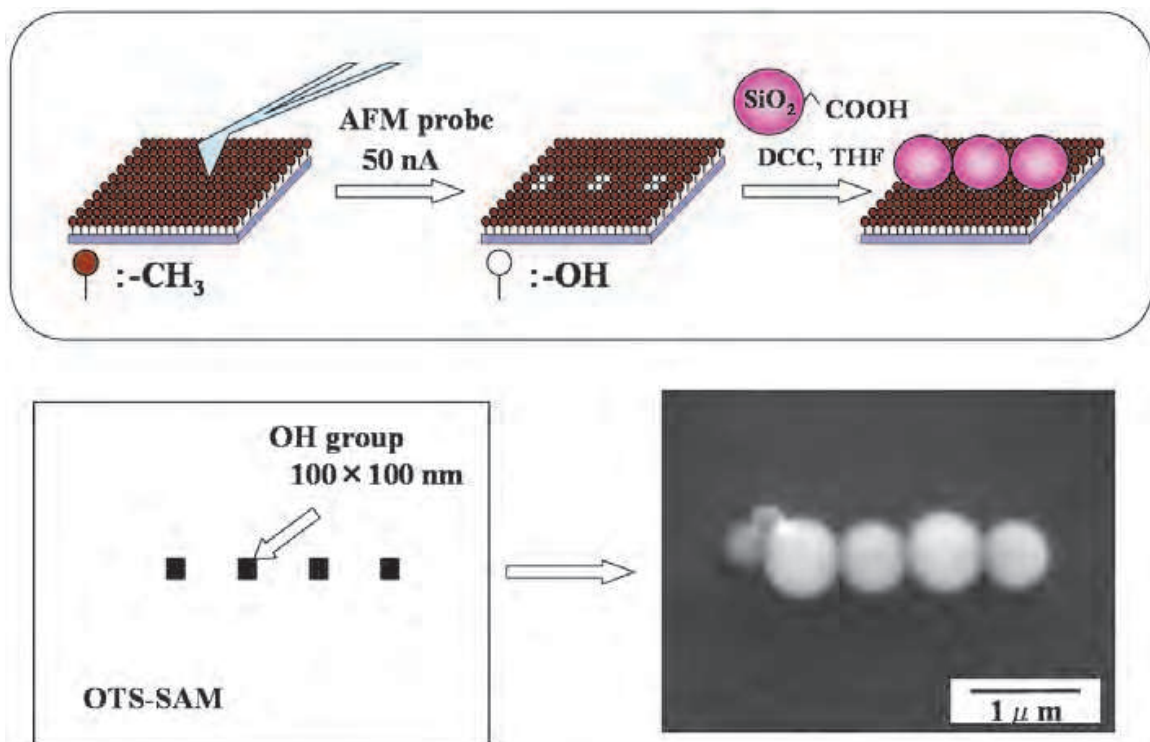 AFM probe
50 nA
SiO₂
COOH
DCC, THF
:-CH₃
:-OH
OH group
100 × 100 nm
OTS-SAM
1 μ m